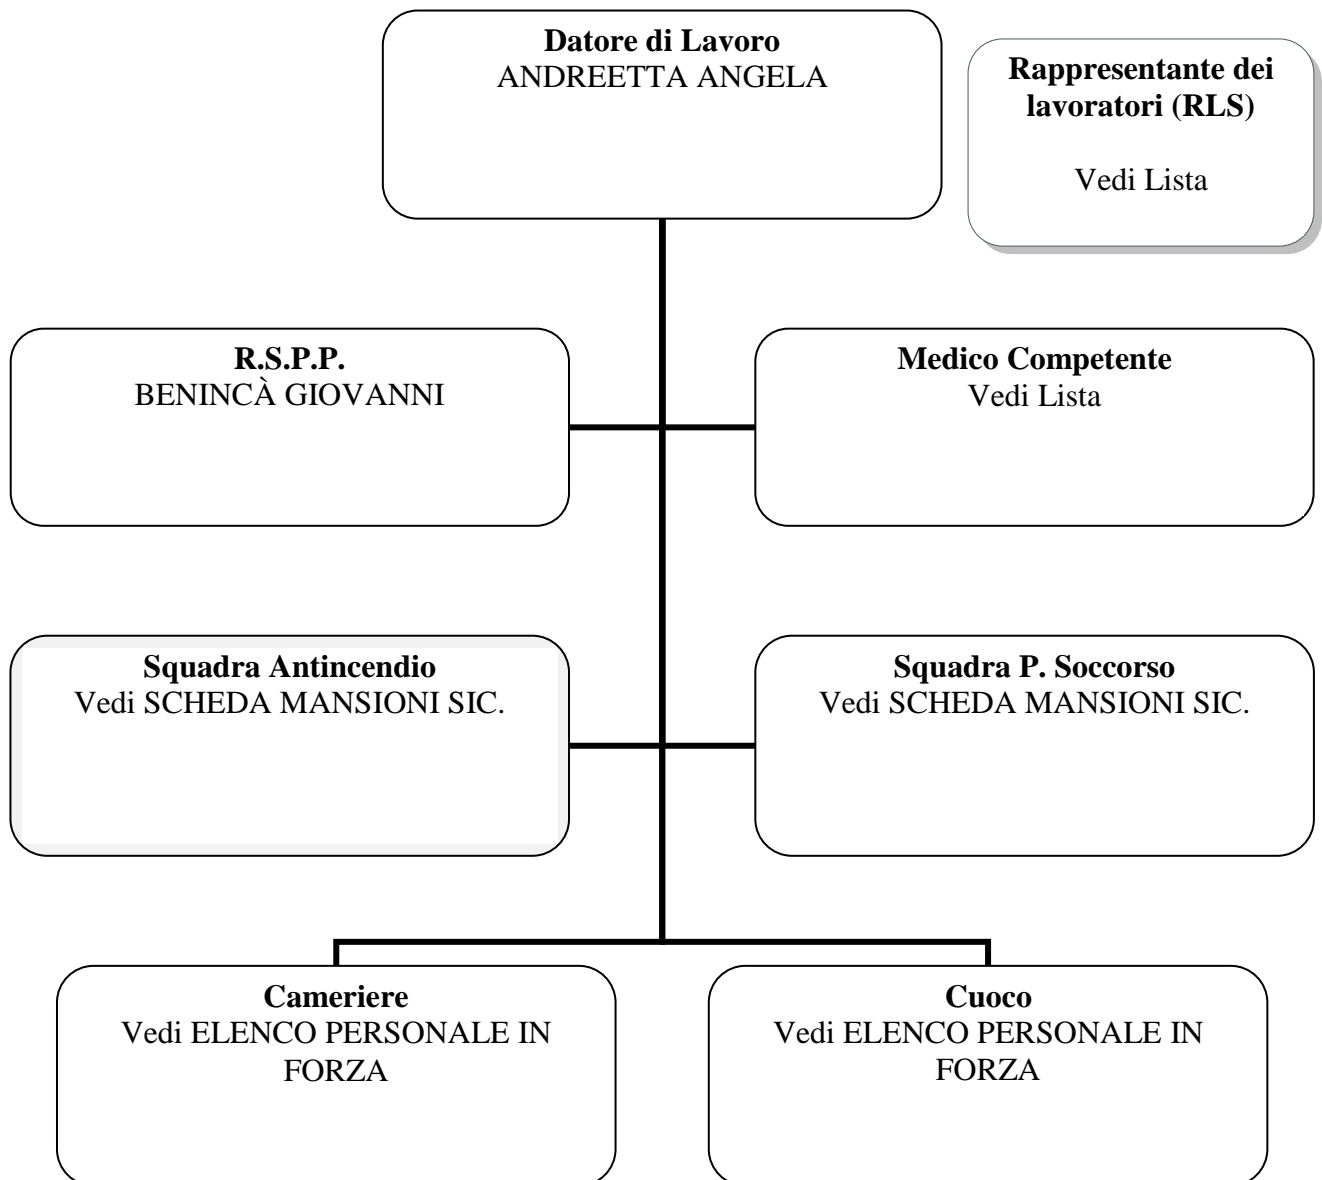 Datore di Lavoro
ANDREETTA ANGELA
Rappresentante dei
lavoratori (RLS)
Vedi Lista
R.S.P.P.
BENINCÀ GIOVANNI
Medico Competente
Vedi Lista
Squadra Antincendio
Vedi SCHEDA MANSIONI SIC.
Squadra P. Soccorso
Vedi SCHEDA MANSIONI SIC.
Cameriere
Vedi ELENCO PERSONALE IN
FORZA
Cuoco
Vedi ELENCO PERSONALE IN
FORZA